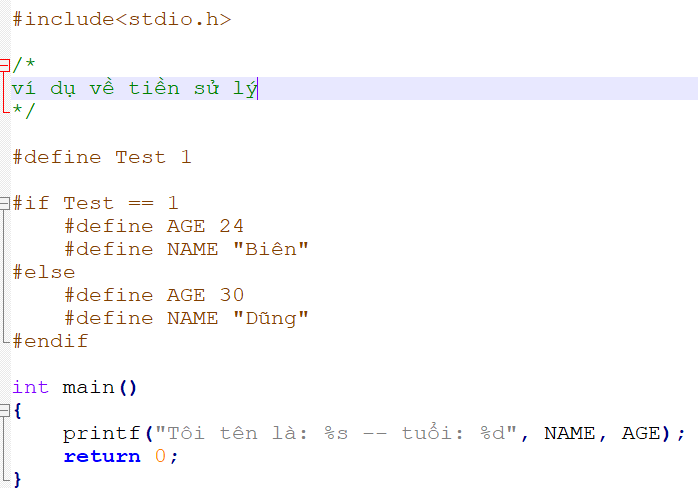 #include<stdio.h>
/*
ví dụ về tiền sử lý
*/
#define Test 1
#if Test == 1
    #define AGE 24
    #define NAME "Biên"
#else
    #define AGE 30
    #define NAME "Dũng"
#endif
int main()
{
    printf("Tôi tên là: %s -- tuổi: %d", NAME, AGE);
    return 0;
}